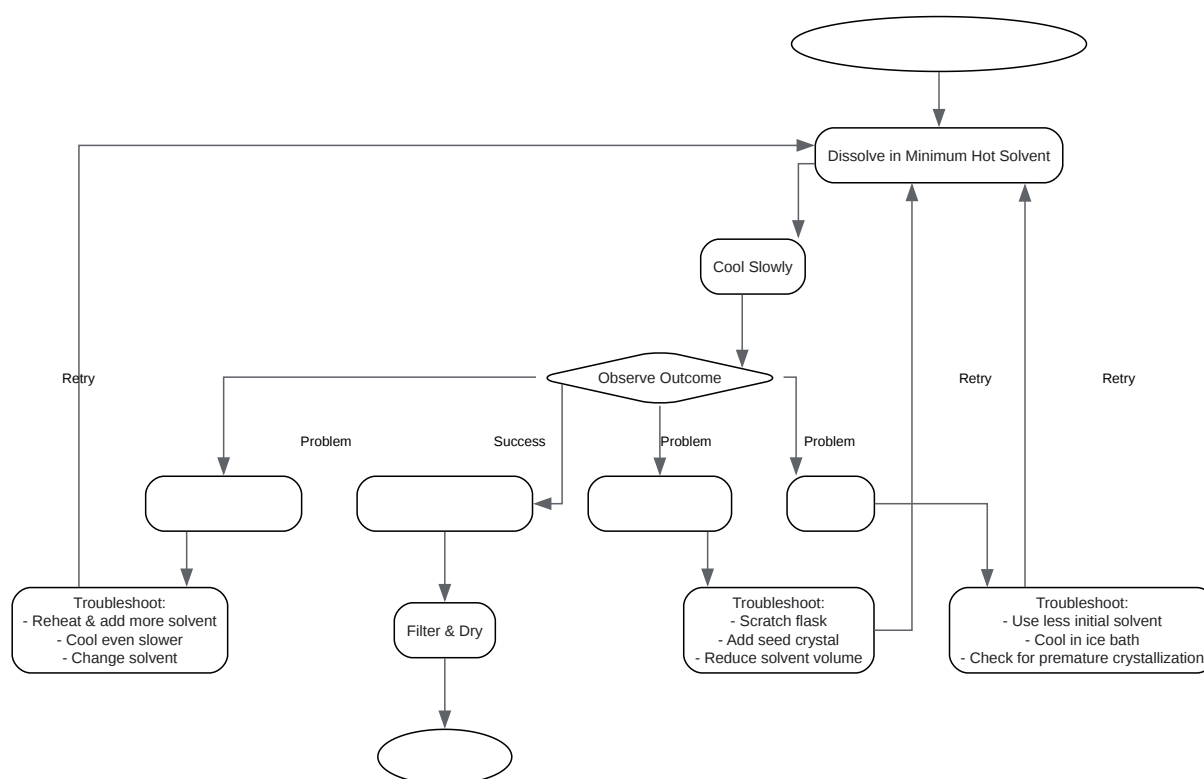 Dissolve in Minimum Hot Solvent
Cool Slowly
Observe Outcome
Retry
Retry
Retry
Problem
Success
Problem
Problem
Troubleshoot:
- Reheat & add more solvent
- Cool even slower
- Change solvent
Filter & Dry
Troubleshoot:
- Scratch flask
- Add seed crystal
- Reduce solvent volume
Troubleshoot:
- Use less initial solvent
- Cool in ice bath
- Check for premature crystallization